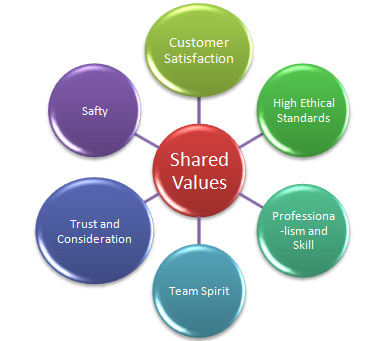 Customer
Satisfaction
High Ethical
Standards
Professiona
-lism and
Skill
Team Spirit
Trust and
Consideration
Safty
Shared
Values